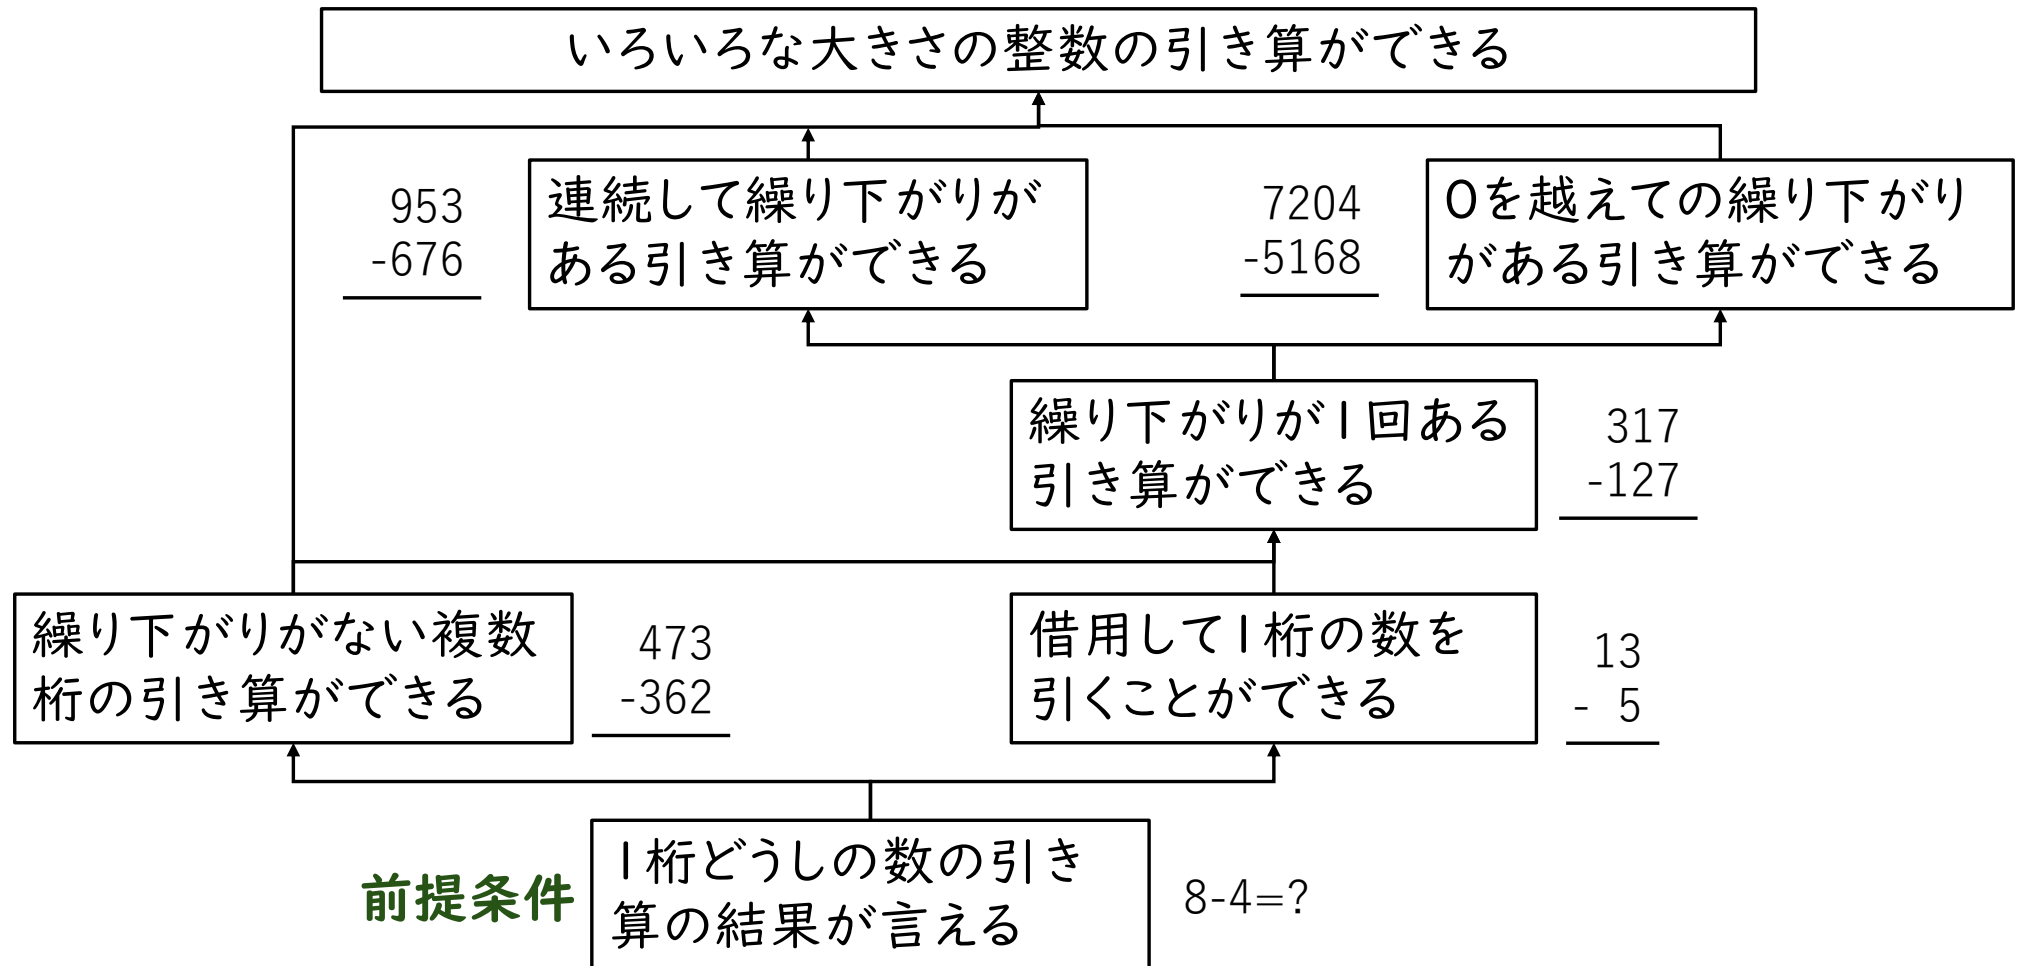 いろいろな大きさの整数の引き算ができる
953
-676
連続して繰り下がりが
ある引き算ができる
7204
-5168
0を越えての繰り下がり
がある引き算ができる
繰り下がりが1回ある
引き算ができる
317
-127
繰り下がりがない複数
桁の引き算ができる
473
-362
借用して1桁の数を
引くことができる
13
- 5
前提条件
1桁どうしの数の引き
算の結果が言える
8-4=?